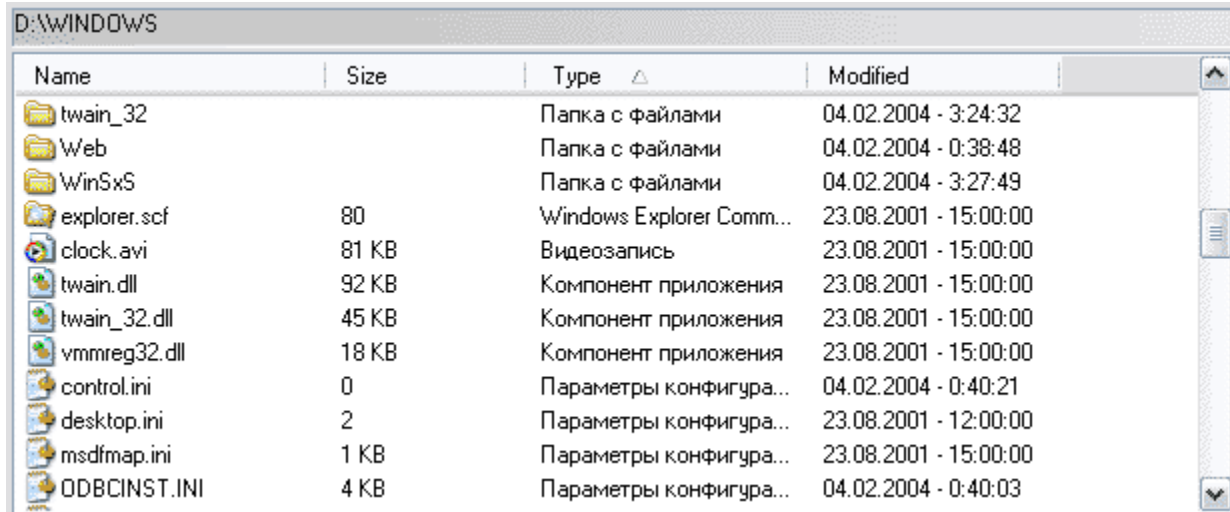 D:\WINDOWS
Name Size Type Modified
twain_32 Папка с файлами 04.02.2004 - 3:24:32
Web Папка с файлами 04.02.2004 - 0:38:48
WinSxS Папка с файлами 04.02.2004 - 3:27:49
explorer.scf 80 Windows Explorer Comm... 23.08.2001 - 15:00:00
clock.avi 81 KB Видеозапись 23.08.2001 - 15:00:00
twain.dll 92 KB Компонент приложения 23.08.2001 - 15:00:00
twain_32.dll 45 KB Компонент приложения 23.08.2001 - 15:00:00
vmmreg32.dll 18 KB Компонент приложения 23.08.2001 - 15:00:00
control.ini 0 Параметры конфигура... 04.02.2004 - 0:40:21
desktop.ini 2 Параметры конфигура... 23.08.2001 - 12:00:00
msdfmap.ini 1 KB Параметры конфигура... 23.08.2001 - 15:00:00
ODBCINST.INI 4 KB Параметры конфигура... 04.02.2004 - 0:40:03